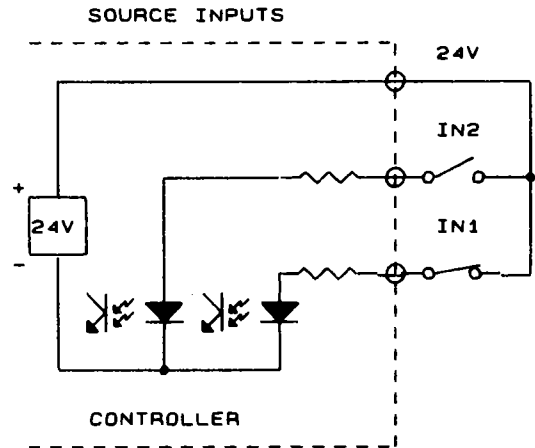 SOURCE INPUTS
24V
IN2
+
24V
IN1
-
CONTROLLER